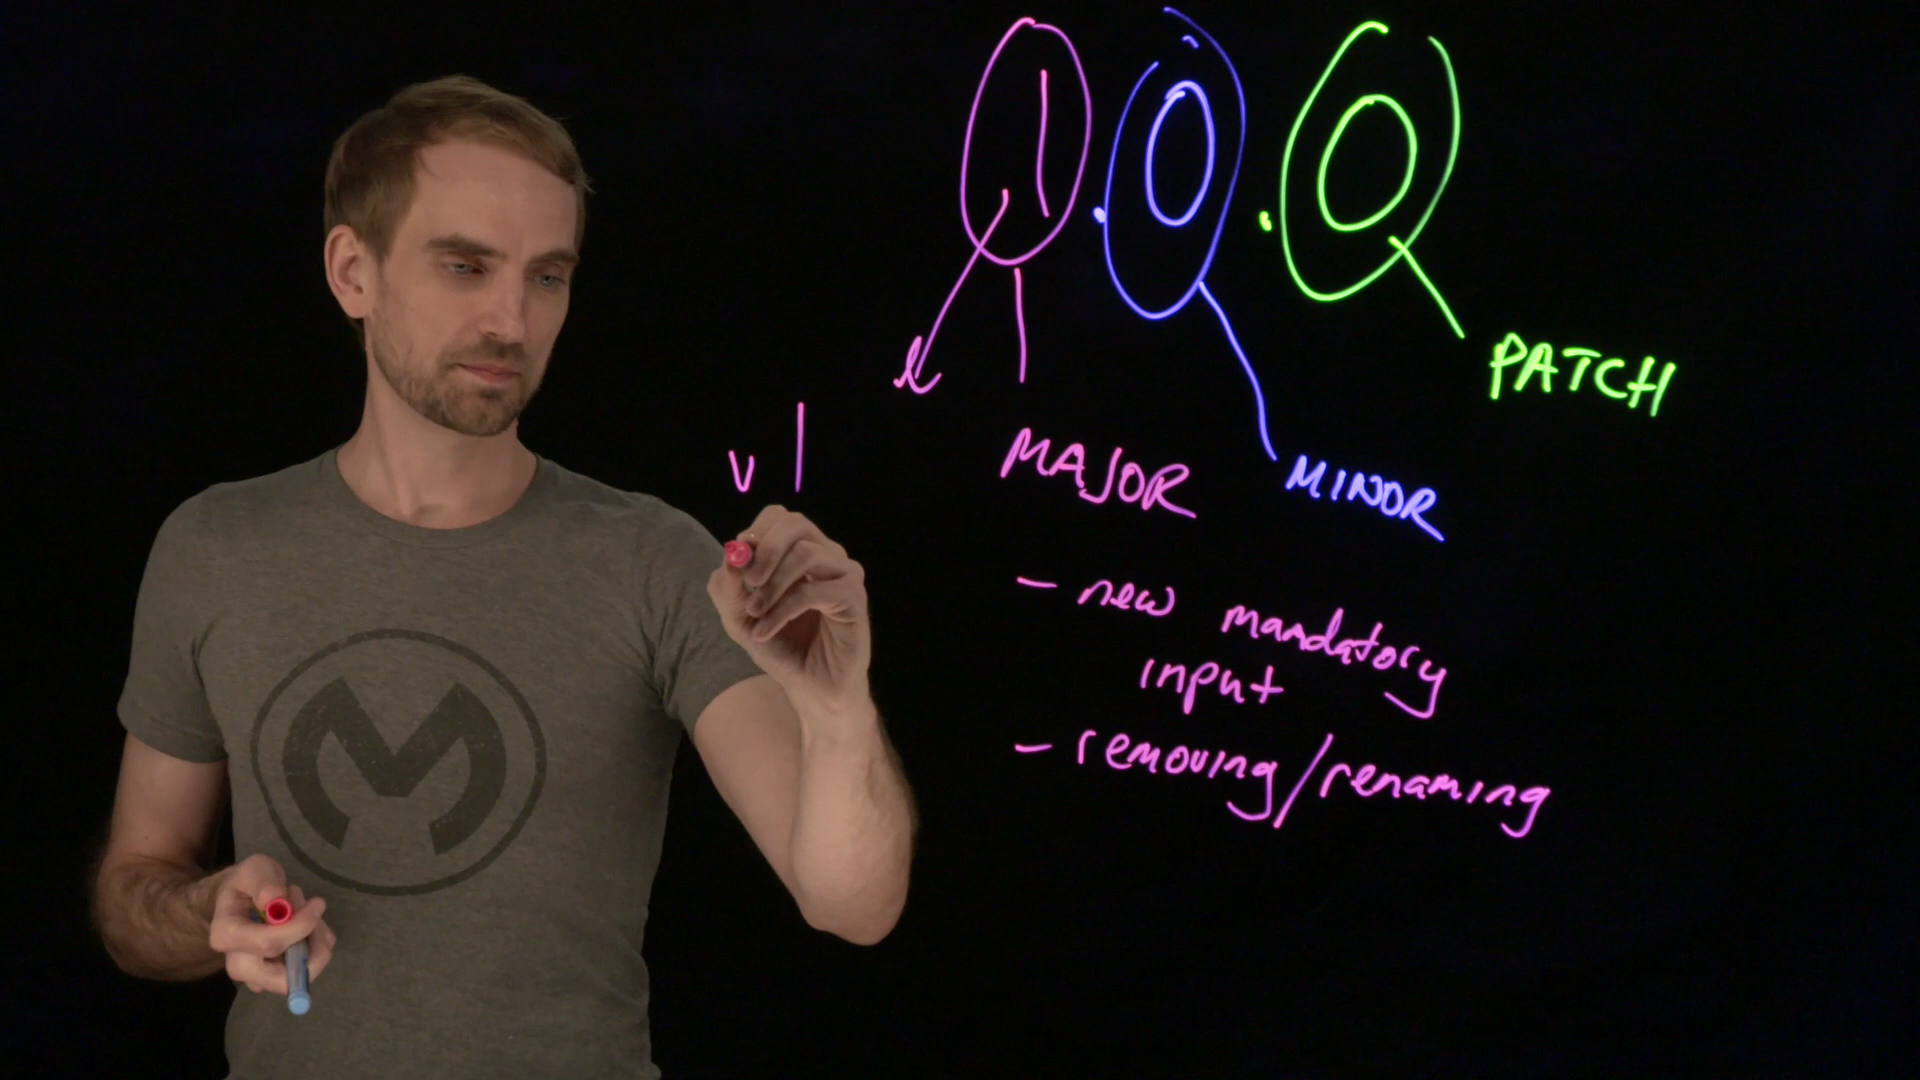 1.0.0
PATCH
v1
MAJOR
MINOR
- new mandatory
input
- removing/renaming
M